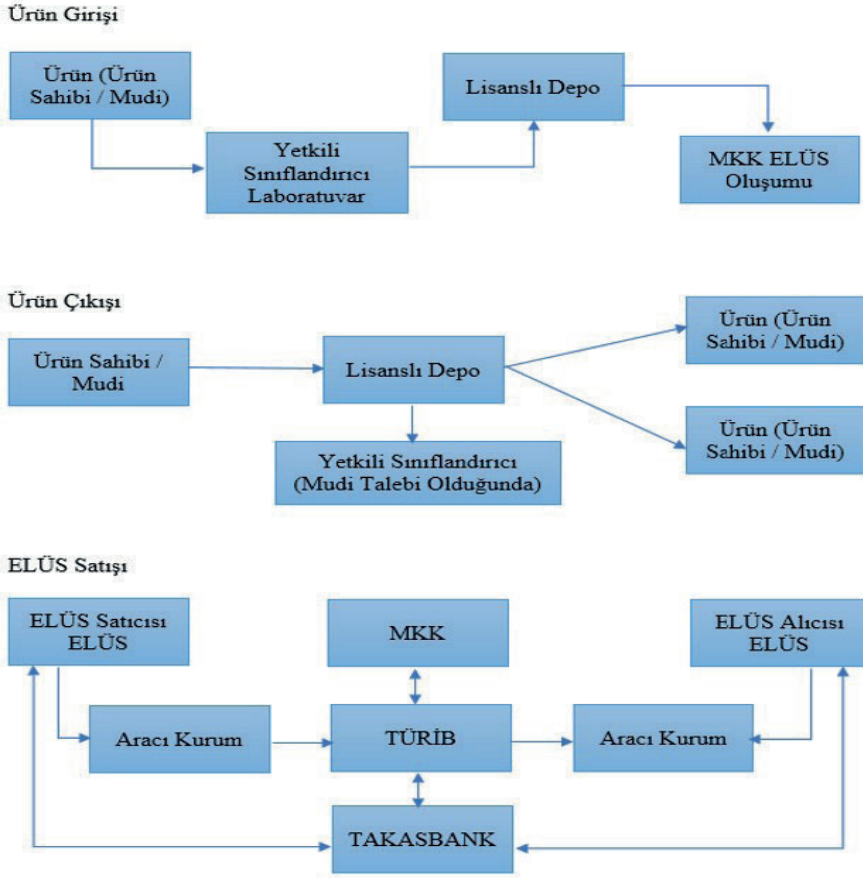 Ürün Girişi
Ürün (Ürün
Sahibi / Mudi)
Yetkili
Sınıflandırıcı
Laboratuvar
Lisanslı Depo
MKK ELÜS
Oluşumu
Ürün Çıkışı
Ürün Sahibi /
Mudi
Lisanslı Depo
Yetkili Sınıflandırıcı
(Mudi Talebi Olduğunda)
Ürün (Ürün
Sahibi / Mudi)
Ürün (Ürün
Sahibi / Mudi)
ELÜS Satışı
ELÜS Satıcısı
ELÜS
MKK
ELÜS Alıcısı
ELÜS
Aracı Kurum
TÜRİB
Aracı Kurum
TAKASBANK